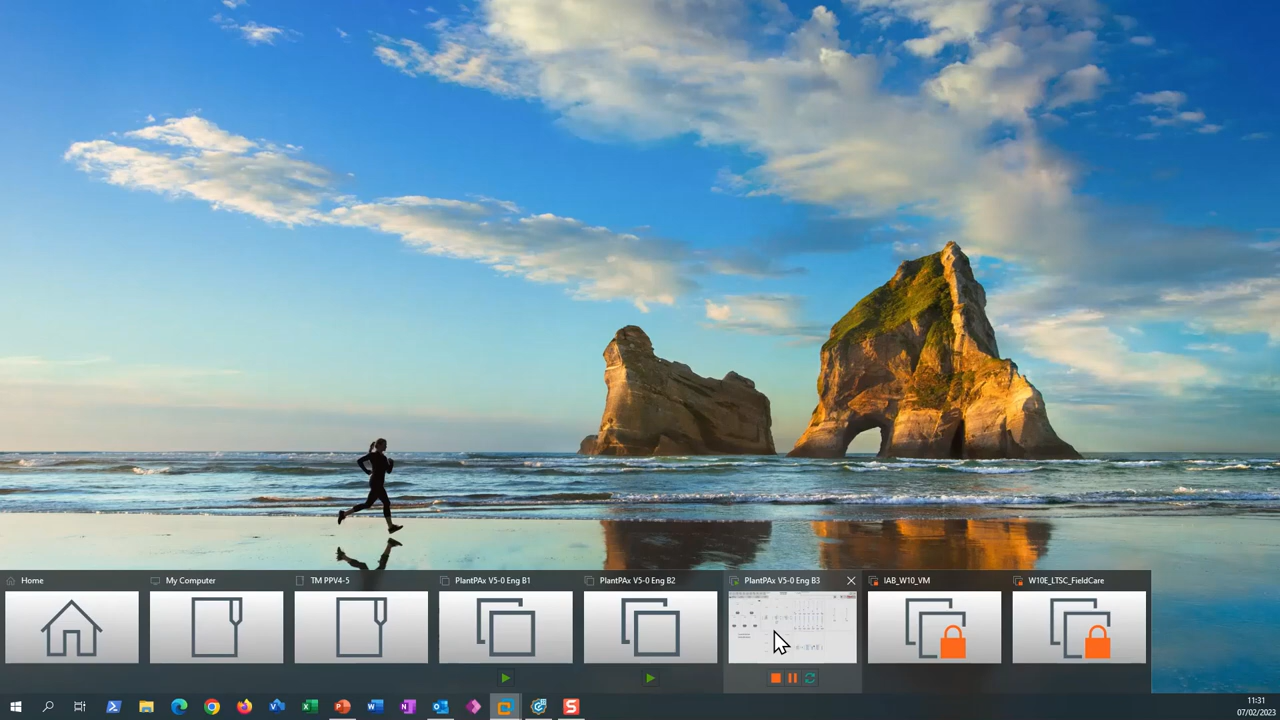 Home
My Computer
TM PPV4-5
PlantPAx V5-0 Eng B1
PlantPAx V5-0 Eng B2
PlantPAx V5-0 Eng B3
IAB_W10_VM
W10E_LTSC_FieldCare
11:31
07/02/2023